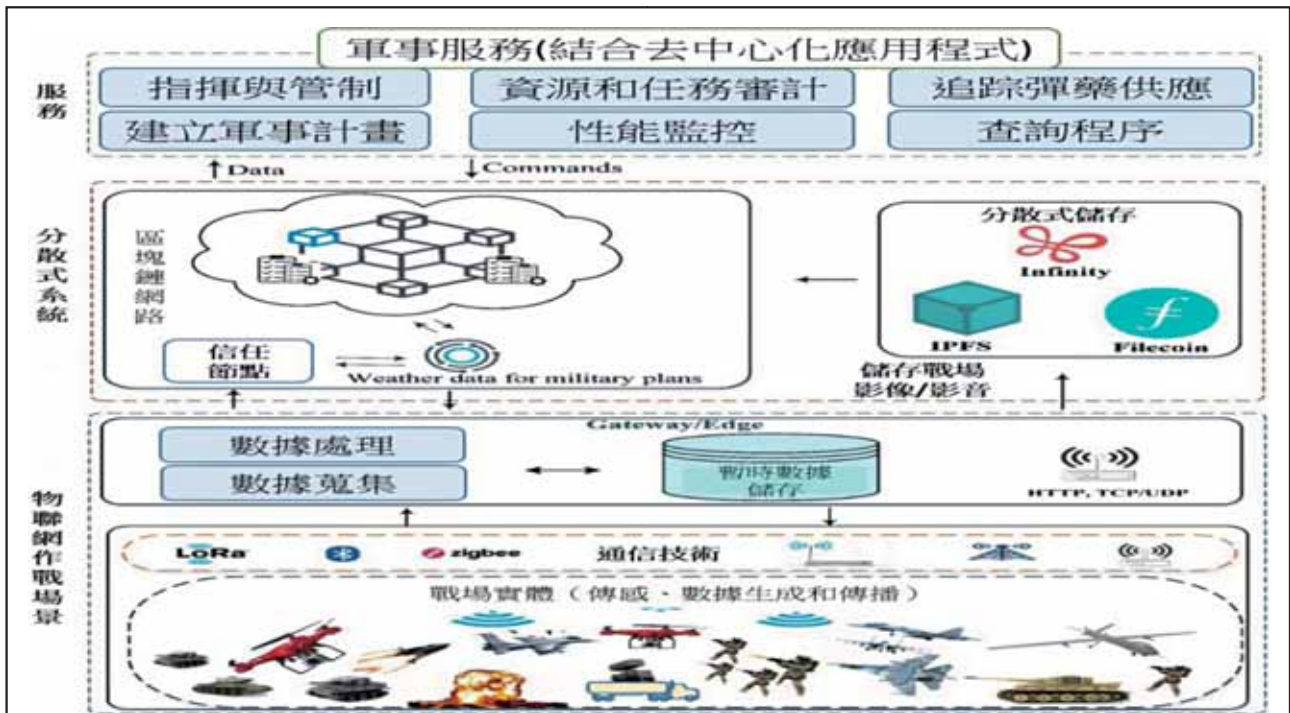 軍事服務(結合去中心化應用程式)
服務
指揮與管制
資源和任務審計
追踪彈藥供應
建立軍事計畫
性能監控
查詢程序
Data
Commands
分散式系統
區塊鏈網路
信任
節點
Weather data for military plans
分散式儲存
Infinity
IPFS
Filecoin
儲存戰場
影像/影音
物聯網作戰場景
Gateway/Edge
數據處理
數據蒐集
暫時數據
儲存
HTTP, TCP/UDP
LoRa
zigbee
通信技術
戰場實體(傳感、數據生成和傳播)